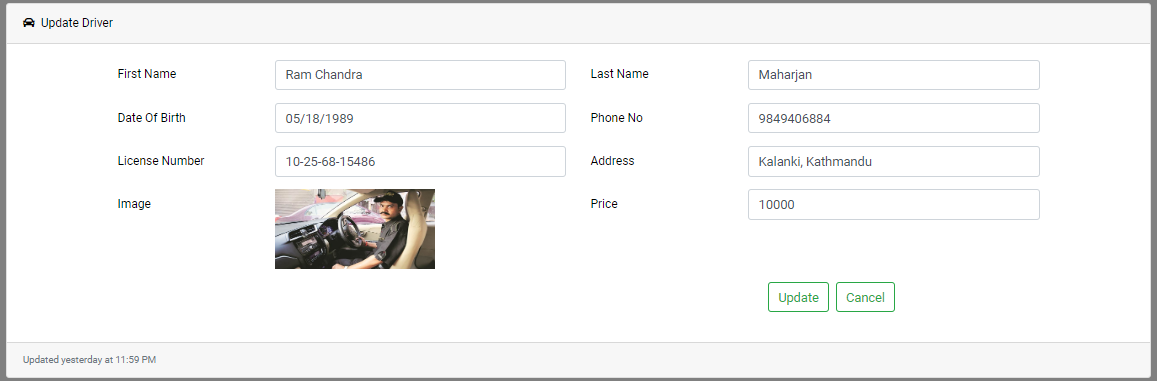 Update Driver
First Name Ram Chandra Last Name Maharjan
Date Of Birth 05/18/1989 Phone No 9849406884
License Number 10-25-68-15486 Address Kalanki, Kathmandu
Image Price 10000
Update Cancel
Updated yesterday at 11:59 PM